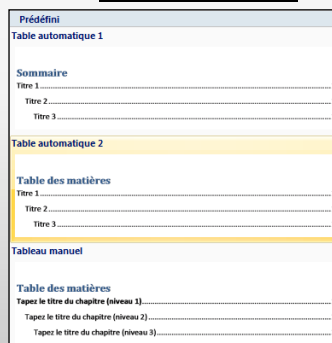 Prédéfini
Table automatique 1
Sommaire
Titre 1
Titre 2
Titre 3
Table automatique 2
Table des matières
Titre 1
Titre 2
Titre 3
Tableau manuel
Table des matières
Tapez le titre du chapitre (niveau 1)
Tapez le titre du chapitre (niveau 2)
Tapez le titre du chapitre (niveau 3)